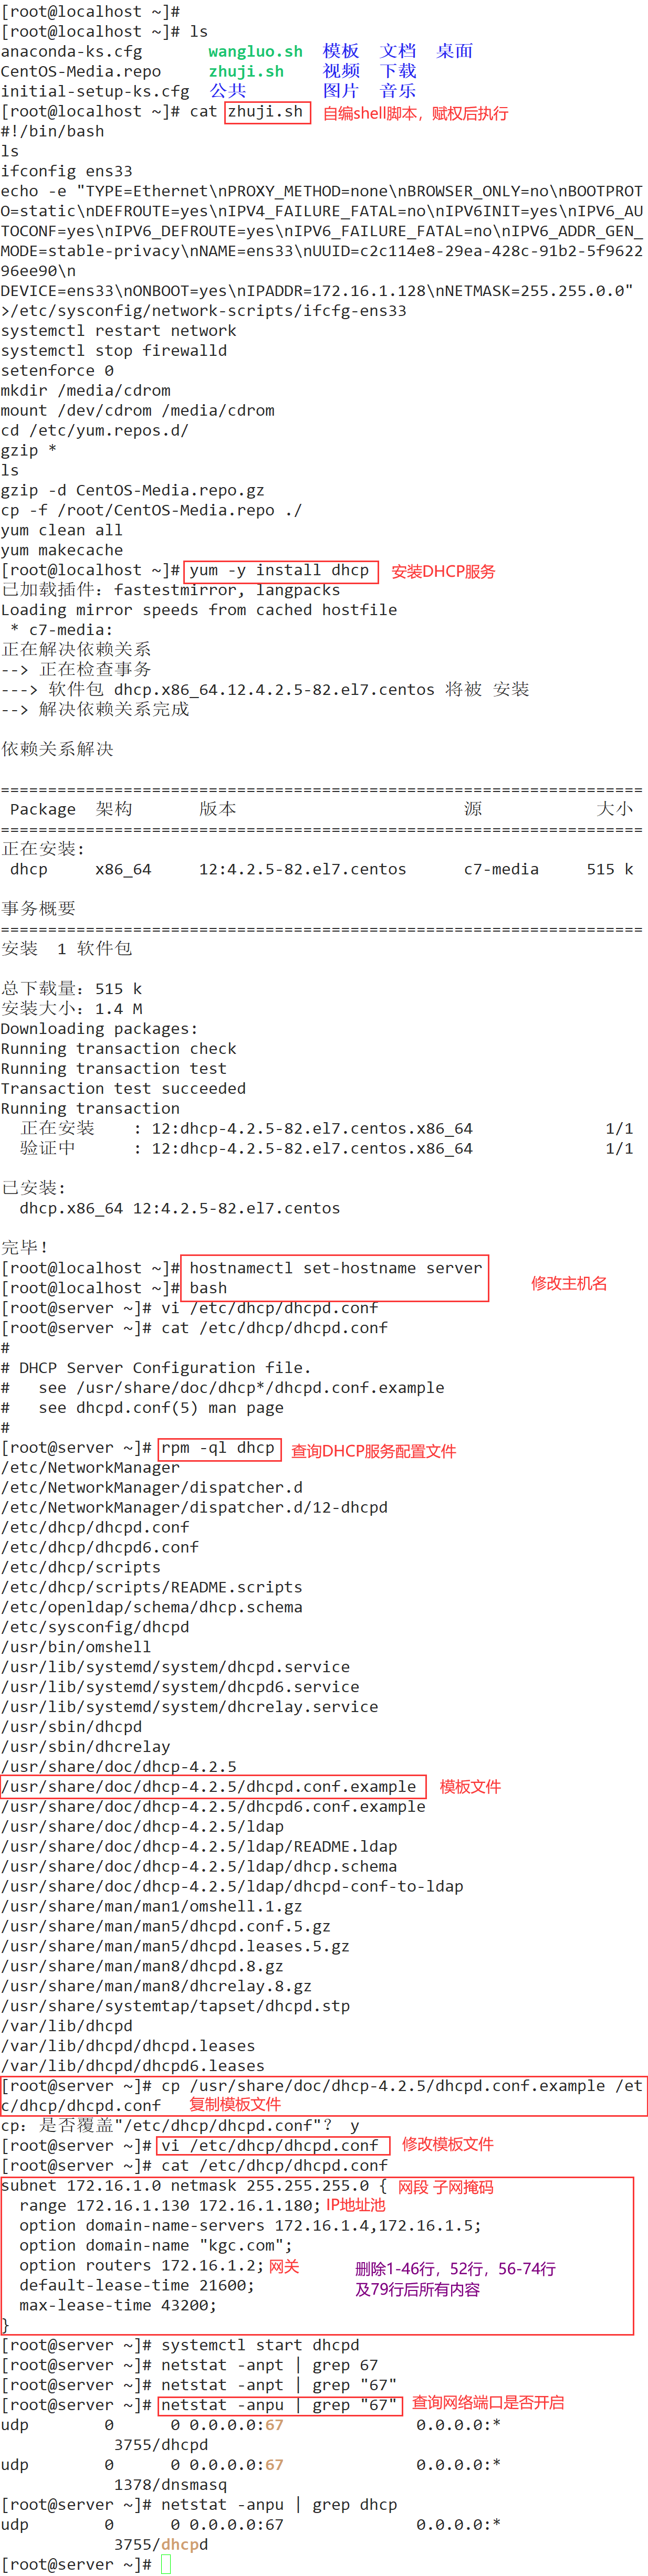 [root@localhost ~]#
[root@localhost ~]# ls
anaconda-ks.cfg       wangluo.sh  模板  文档  桌面
CentOS-Media.repo     zhuji.sh    视频  下载
initial-setup-ks.cfg  公共        图片  音乐
[root@localhost ~]# cat zhuji.sh  自编shell脚本，赋权后执行
#!/bin/bash
ls
ifconfig ens33
echo -e "TYPE=Ethernet\nPROXY_METHOD=none\nBROWSER_ONLY=no\nBOOTPROT
O=static\nDEFROUTE=yes\nIPV4_FAILURE_FATAL=no\nIPV6INIT=yes\nIPV6_AU
TOCONF=yes\nIPV6_DEFROUTE=yes\nIPV6_FAILURE_FATAL=no\nIPV6_ADDR_GEN_
MODE=stable-privacy\nNAME=ens33\nUUID=c2c114e8-29ea-428c-91b2-5f9622
96ee90\n
DEVICE=ens33\nONBOOT=yes\nIPADDR=172.16.1.128\nNETMASK=255.255.0.0"
>/etc/sysconfig/network-scripts/ifcfg-ens33
systemctl restart network
systemctl stop firewalld
setenforce 0
mkdir /media/cdrom
mount /dev/cdrom /media/cdrom
cd /etc/yum.repos.d/
gzip *
ls
gzip -d CentOS-Media.repo.gz
cp -f /root/CentOS-Media.repo ./
yum clean all
yum makecache
[root@localhost ~]# yum -y install dhcp  安装DHCP服务
已加载插件：fastestmirror, langpacks
Loading mirror speeds from cached hostfile
 * c7-media:
正在解决依赖关系
--> 正在检查事务
---> 软件包 dhcp.x86_64.12.4.2.5-82.el7.centos 将被 安装
--> 解决依赖关系完成
依赖关系解决
====================================================================
 Package  架构       版本                        源            大小
====================================================================
正在安装:
 dhcp     x86_64     12:4.2.5-82.el7.centos      c7-media     515 k
事务概要
====================================================================
安装  1 软件包
总下载量：515 k
安装大小：1.4 M
Downloading packages:
Running transaction check
Running transaction test
Transaction test succeeded
Running transaction
  正在安装    : 12:dhcp-4.2.5-82.el7.centos.x86_64              1/1
  验证中      : 12:dhcp-4.2.5-82.el7.centos.x86_64              1/1
已安装:
  dhcp.x86_64 12:4.2.5-82.el7.centos
完毕！
[root@localhost ~]# hostnamectl set-hostname server  修改主机名
[root@localhost ~]# bash
[root@server ~]# vi /etc/dhcp/dhcpd.conf
[root@server ~]# cat /etc/dhcp/dhcpd.conf
#
# DHCP Server Configuration file.
#   see /usr/share/doc/dhcp*/dhcpd.conf.example
#   see dhcpd.conf(5) man page
#
[root@server ~]# rpm -ql dhcp  查询DHCP服务配置文件
/etc/NetworkManager
/etc/NetworkManager/dispatcher.d
/etc/NetworkManager/dispatcher.d/12-dhcpd
/etc/dhcp/dhcpd.conf
/etc/dhcp/dhcpd6.conf
/etc/dhcp/scripts
/etc/dhcp/scripts/README.scripts
/etc/openldap/schema/dhcp.schema
/etc/sysconfig/dhcpd
/usr/bin/omshell
/usr/lib/systemd/system/dhcpd.service
/usr/lib/systemd/system/dhcpd6.service
/usr/lib/systemd/system/dhcrelay.service
/usr/sbin/dhcpd
/usr/sbin/dhcrelay
/usr/share/doc/dhcp-4.2.5
/usr/share/doc/dhcp-4.2.5/dhcpd.conf.example  模板文件
/usr/share/doc/dhcp-4.2.5/dhcpd6.conf.example
/usr/share/doc/dhcp-4.2.5/ldap
/usr/share/doc/dhcp-4.2.5/ldap/README.ldap
/usr/share/doc/dhcp-4.2.5/ldap/dhcp.schema
/usr/share/doc/dhcp-4.2.5/ldap/dhcpd-conf-to-ldap
/usr/share/man/man1/omshell.1.gz
/usr/share/man/man5/dhcpd.conf.5.gz
/usr/share/man/man5/dhcpd.leases.5.gz
/usr/share/man/man8/dhcpd.8.gz
/usr/share/man/man8/dhcrelay.8.gz
/usr/share/systemtap/tapset/dhcpd.stp
/var/lib/dhcpd
/var/lib/dhcpd/dhcpd.leases
/var/lib/dhcpd/dhcpd6.leases
[root@server ~]# cp /usr/share/doc/dhcp-4.2.5/dhcpd.conf.example /et
c/dhcp/dhcpd.conf  复制模板文件
cp：是否覆盖"/etc/dhcp/dhcpd.conf"？ y
[root@server ~]# vi /etc/dhcp/dhcpd.conf  修改模板文件
[root@server ~]# cat /etc/dhcp/dhcpd.conf
subnet 172.16.1.0 netmask 255.255.255.0 {  网段 子网掩码
  range 172.16.1.130 172.16.1.180; IP地址池
  option domain-name-servers 172.16.1.4,172.16.1.5;
  option domain-name "kgc.com";
  option routers 172.16.1.2; 网关  删除1-46行，52行，56-74行
  default-lease-time 21600;  及79行后所有内容
  max-lease-time 43200;
}
[root@server ~]# systemctl start dhcpd
[root@server ~]# netstat -anpt | grep 67
[root@server ~]# netstat -anpt | grep "67"
[root@server ~]# netstat -anpu | grep "67"  查询网络端口是否开启
udp        0      0 0.0.0.0:67              0.0.0.0:*
            3755/dhcpd
udp        0      0 0.0.0.0:67              0.0.0.0:*
            1378/dnsmasq
[root@server ~]# netstat -anpu | grep dhcp
udp        0      0 0.0.0.0:67              0.0.0.0:*
            3755/dhcpd
[root@server ~]#